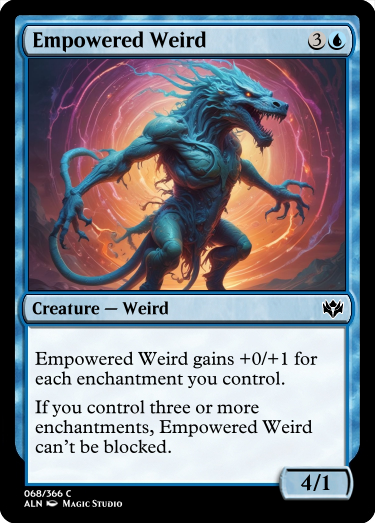 Empowered Weird 3
Creature — Weird
Empowered Weird gains +0/+1 for
each enchantment you control.
If you control three or more
enchantments, Empowered Weird
can't be blocked.
4/1
068/366 C
ALN Magic Studio